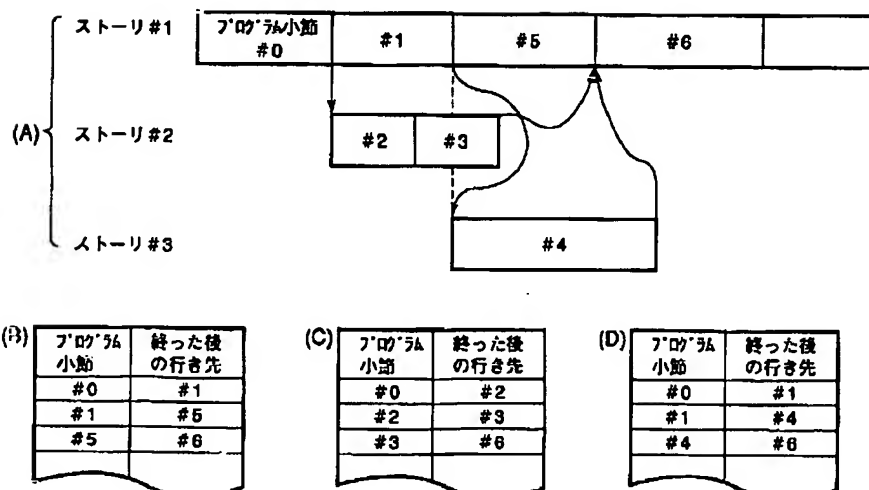 (A)
ストーリ#1
ストーリ#2
ストーリ#3
プログラム小節
#0
#1
#5
#6
#2
#3
#4
(B)
プログラム
小節
終った後
の行き先
#0 #1
#1 #5
#5 #6
(C)
プログラム
小節
終った後
の行き先
#0 #2
#2 #3
#3 #6
(D)
プログラム
小節
終った後
の行き先
#0 #1
#1 #4
#4 #6